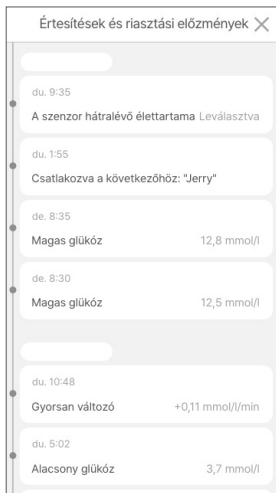 Értesítések és riasztási előzmények
du. 9:35
A szenzor hátralévő élettartama Leválasztva
du. 1:55
Csatlakozva a következőhöz: "Jerry"
de. 8:35
Magas glükóz 12,8 mmol/l
de. 8:30
Magas glükóz 12,5 mmol/l
du. 10:48
Gyorsan változó +0,11 mmol/l/min
du. 5:02
Alacsony glükóz 3,7 mmol/l